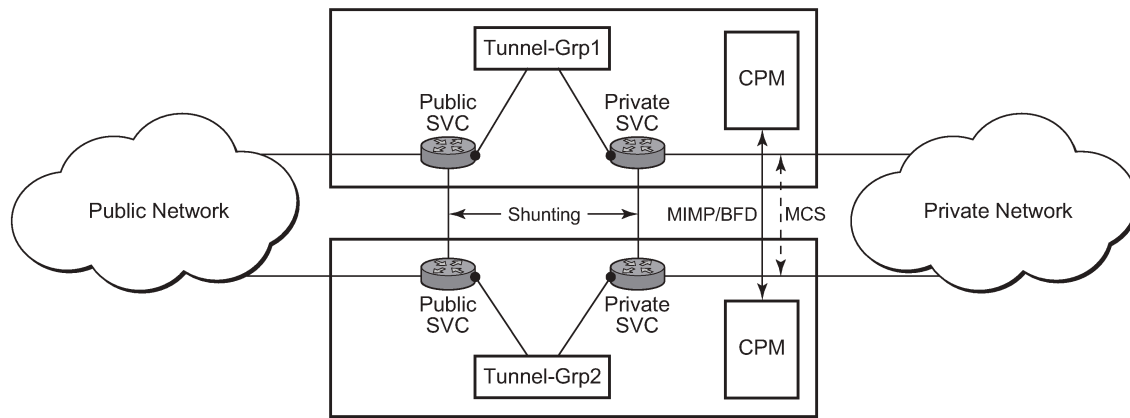 Tunnel-Grp1
CPM
Public
SVC
Private
SVC
Public Network
Shunting
MIMP/BFD
MCS
Private Network
Public
SVC
Private
SVC
CPM
Tunnel-Grp2